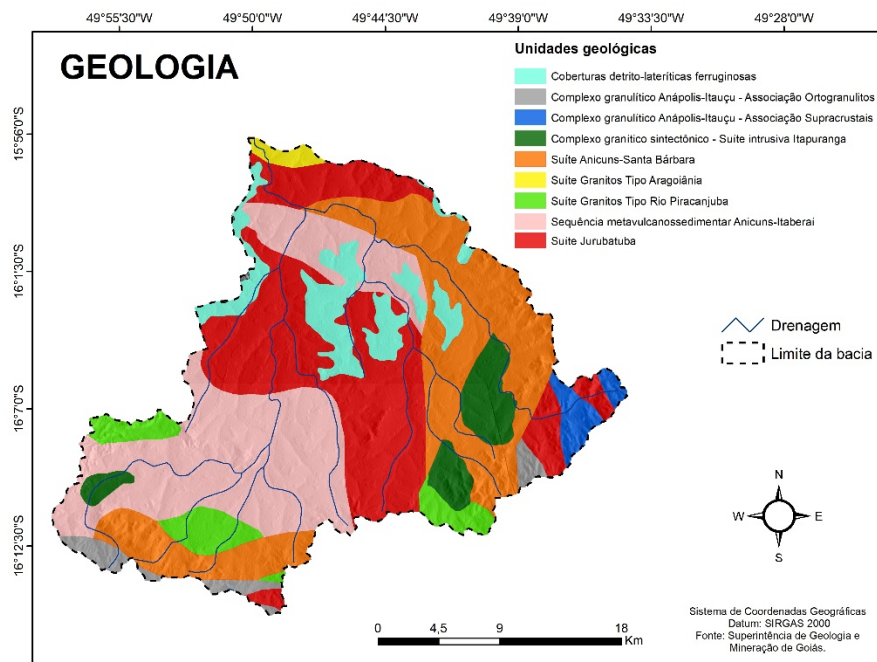 49°55'30"W 49°50'0"W 49°44'30"W 49°39'0"W 49°33'30"W 49°28'0"W
GEOLOGIA
Unidades geológicas
Coberturas detrito-lateríticas ferruginosas
Complexo granulítico Anápolis-Itauçu - Associação Ortogranulitos
Complexo granulítico Anápolis-Itauçu - Associação Supracrustais
Complexo granítico sintectônico - Suíte intrusiva Itapuranga
Suíte Anicuns-Santa Bárbara
Suíte Granitos Tipo Aragoiânia
Suíte Granitos Tipo Rio Piracanjuba
Sequência metavulcanossedimentar Anicuns-Itaberaí
Suíte Jurubatuba
15°56'0"S
16°1'30"S
16°7'0"S
16°12'30"S
Drenagem
Limite da bacia
N
W E
S
0 4,5 9 18
Km
Sistema de Coordenadas Geográficas
Datum: SIRGAS 2000
Fonte: Superintência de Geologia e
Mineração de Goiás.